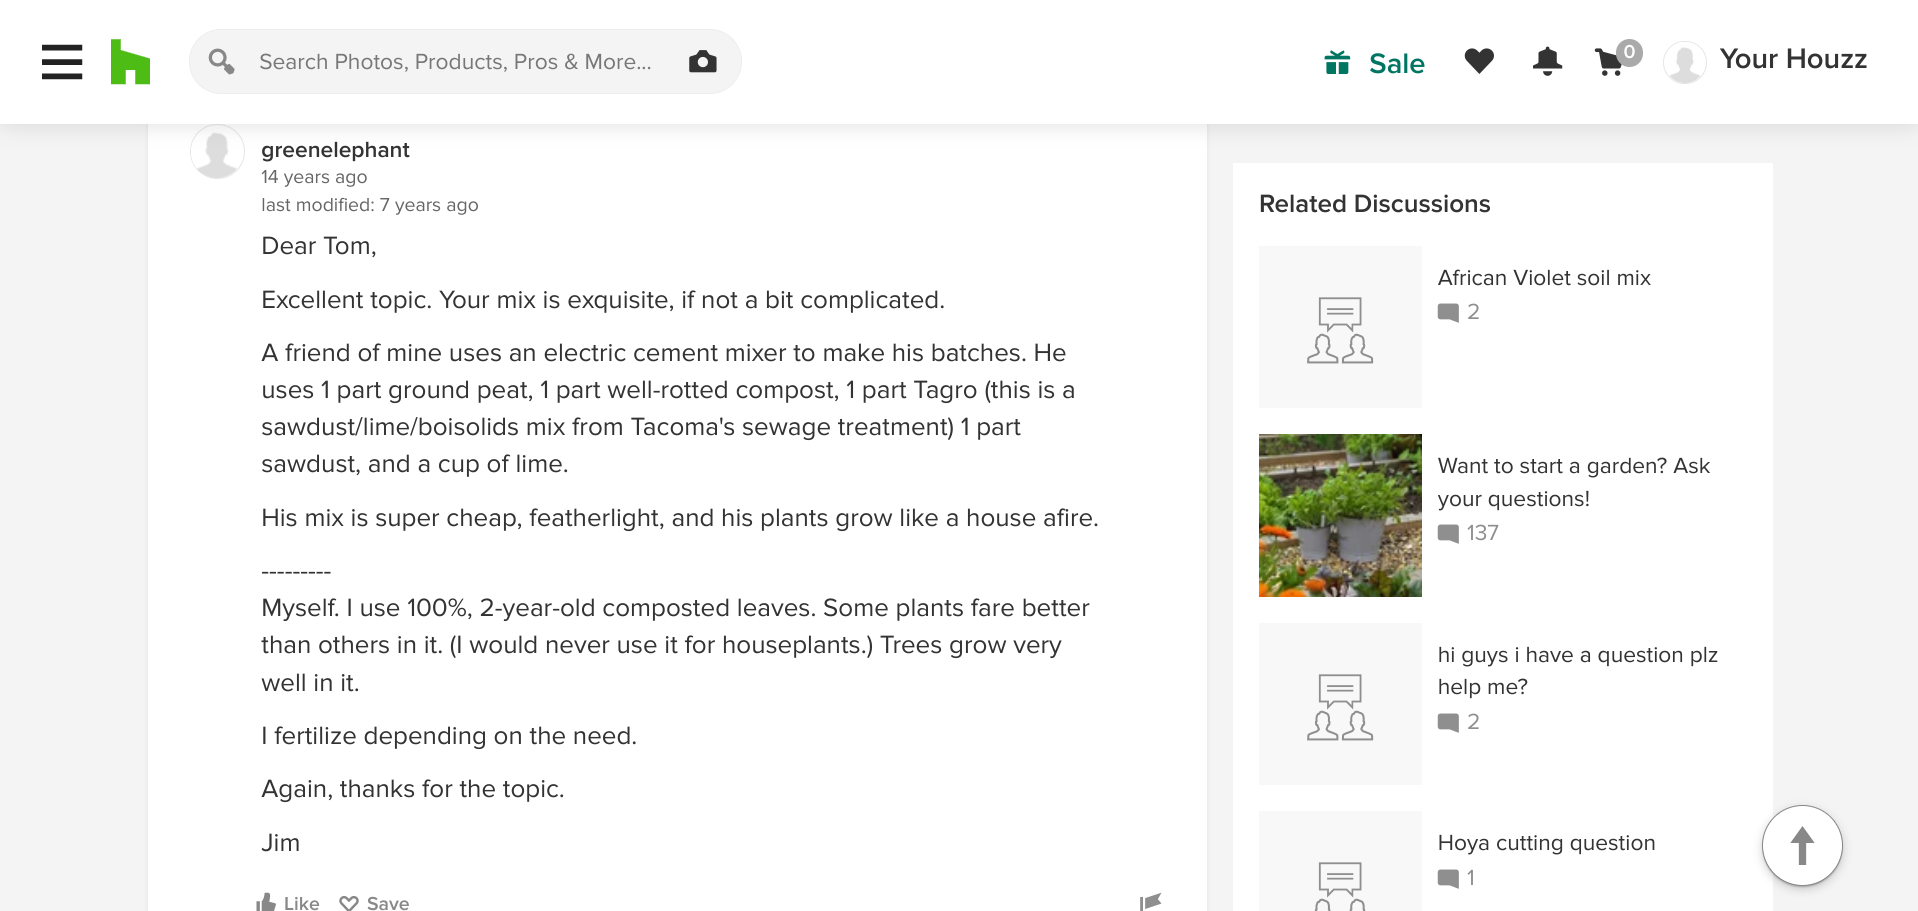 Search Photos, Products, Pros & More...
Sale
0
Your Houzz
greenelephant
14 years ago
last modified: 7 years ago
Dear Tom,
Excellent topic. Your mix is exquisite, if not a bit complicated.
A friend of mine uses an electric cement mixer to make his batches. He
uses 1 part ground peat, 1 part well-rotted compost, 1 part Tagro (this is a
sawdust/lime/boisolids mix from Tacoma's sewage treatment) 1 part
sawdust, and a cup of lime.
His mix is super cheap, featherlight, and his plants grow like a house afire.
---------
Myself. I use 100%, 2-year-old composted leaves. Some plants fare better
than others in it. (I would never use it for houseplants.) Trees grow very
well in it.
I fertilize depending on the need.
Again, thanks for the topic.
Jim
Like
Save
Related Discussions
African Violet soil mix
2
Want to start a garden? Ask
your questions!
137
hi guys i have a question plz
help me?
2
Hoya cutting question
1